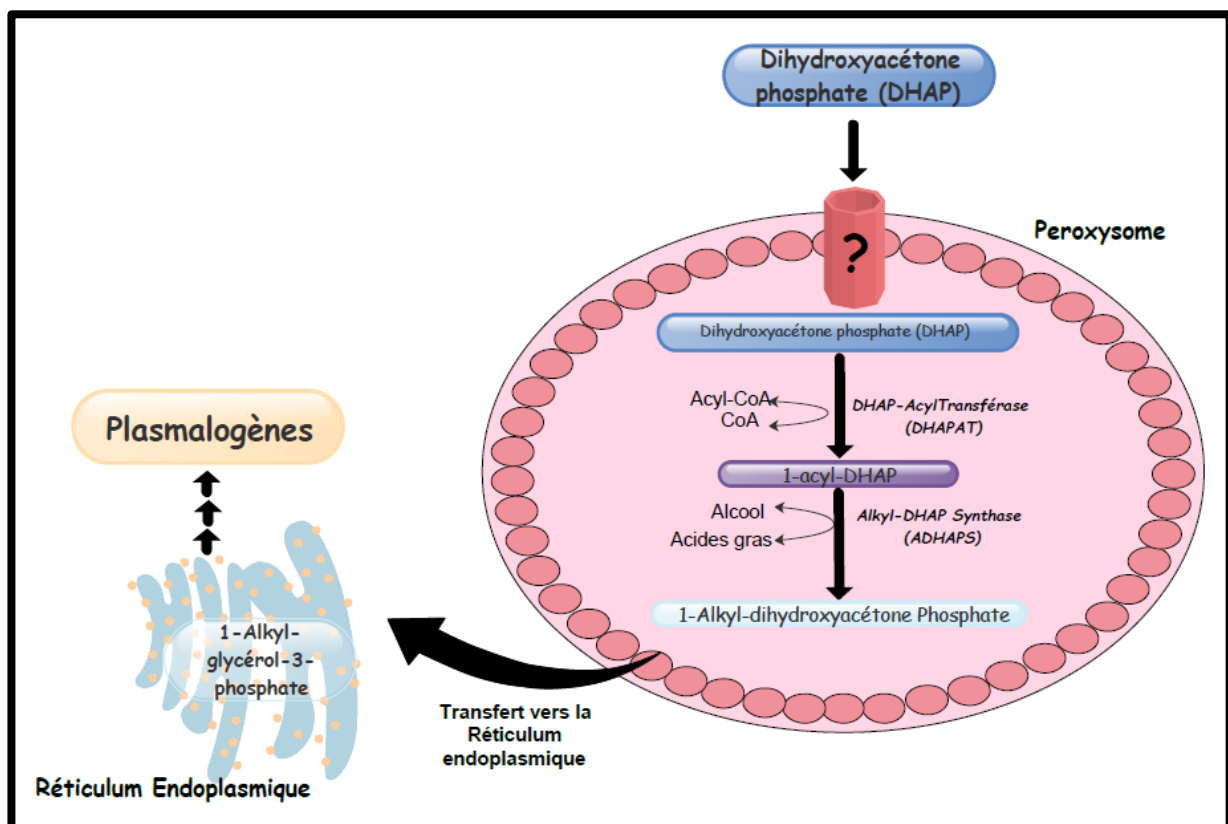 Dihydroxyacétone
phosphate (DHAP)
Peroxysome
?
Dihydroxyacétone phosphate (DHAP)
Acyl-CoA
CoA
DHAP-AcylTransférase
(DHAPAT)
1-acyl-DHAP
Alcool
Acides gras
Alkyl-DHAP Synthase
(ADHAPS)
1-Alkyl-dihydroxyacétone Phosphate
Transfert vers la
Réticulum
endoplasmique
Plasmalogènes
1-Alkyl-
glycérol-3-
phosphate
Réticulum Endoplasmique